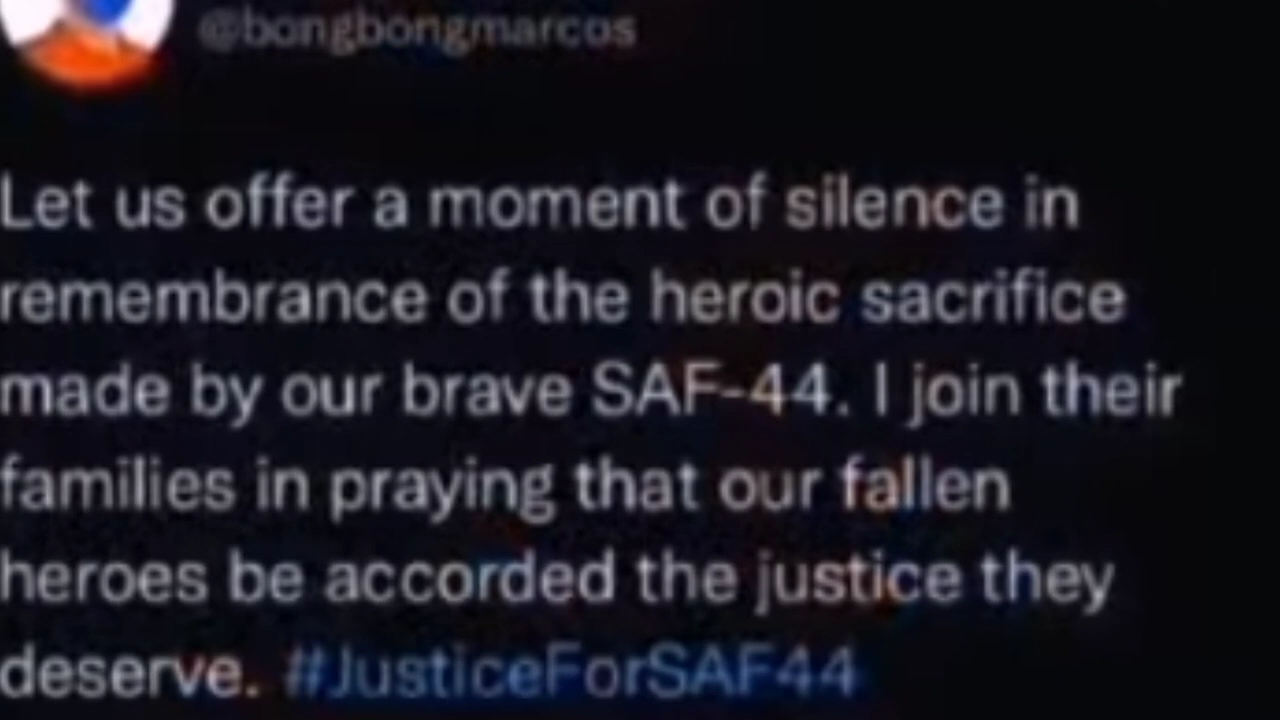 @bongbongmarcos
Let us offer a moment of silence in
remembrance of the heroic sacrifice
made by our brave SAF-44. I join their
families in praying that our fallen
heroes be accorded the justice they
deserve. #JusticeForSAF44